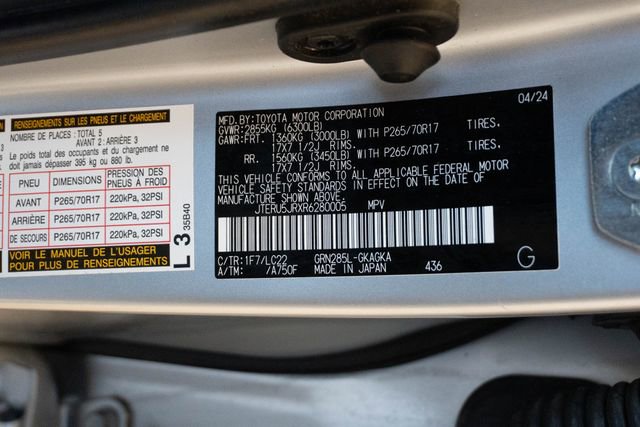 RENSEIGNEMENTS SUR LES PNEUS ET LE CHARGEMENT
NOMBRE DE PLACES: TOTAL 5
AVANT 2: ARRIÈRE 3
Le poids total des occupants et du chargement ne
doit jamais dépasser 395 kg ou 880 lb.
PNEU DIMENSIONS PRESSION DES
PNEUS À FROID
AVANT P265/70R17 220kPa, 32PSI
ARRIÈRE P265/70R17 220kPa, 32PSI
DE SECOURS P265/70R17 220kPa, 32PSI
VOIR LE MANUEL DE L'USAGER
POUR PLUS DE RENSEIGNEMENTS
L 3 35B40
MFD.BY: TOYOTA MOTOR CORPORATION 04/24
GVWR: 2855KG (6300LB)
GAWR: FRT. 1360KG (3000LB) WITH P265/70R17 TIRES,
17X7 1/2J RIMS.
RR. 1560KG (3450LB) WITH P265/70R17 TIRES,
17X7 1/2J RIMS.
THIS VEHICLE CONFORMS TO ALL APPLICABLE FEDERAL MOTOR
VEHICLE SAFETY STANDARDS IN EFFECT ON THE DATE OF
MANUFACTURE SHOWN ABOVE.
JTERU5JRXR6280005 MPV
C/TR: 1F7/LC22 GRN285L-GKAGKA
A/TM: /A750F MADE IN JAPAN 436 G